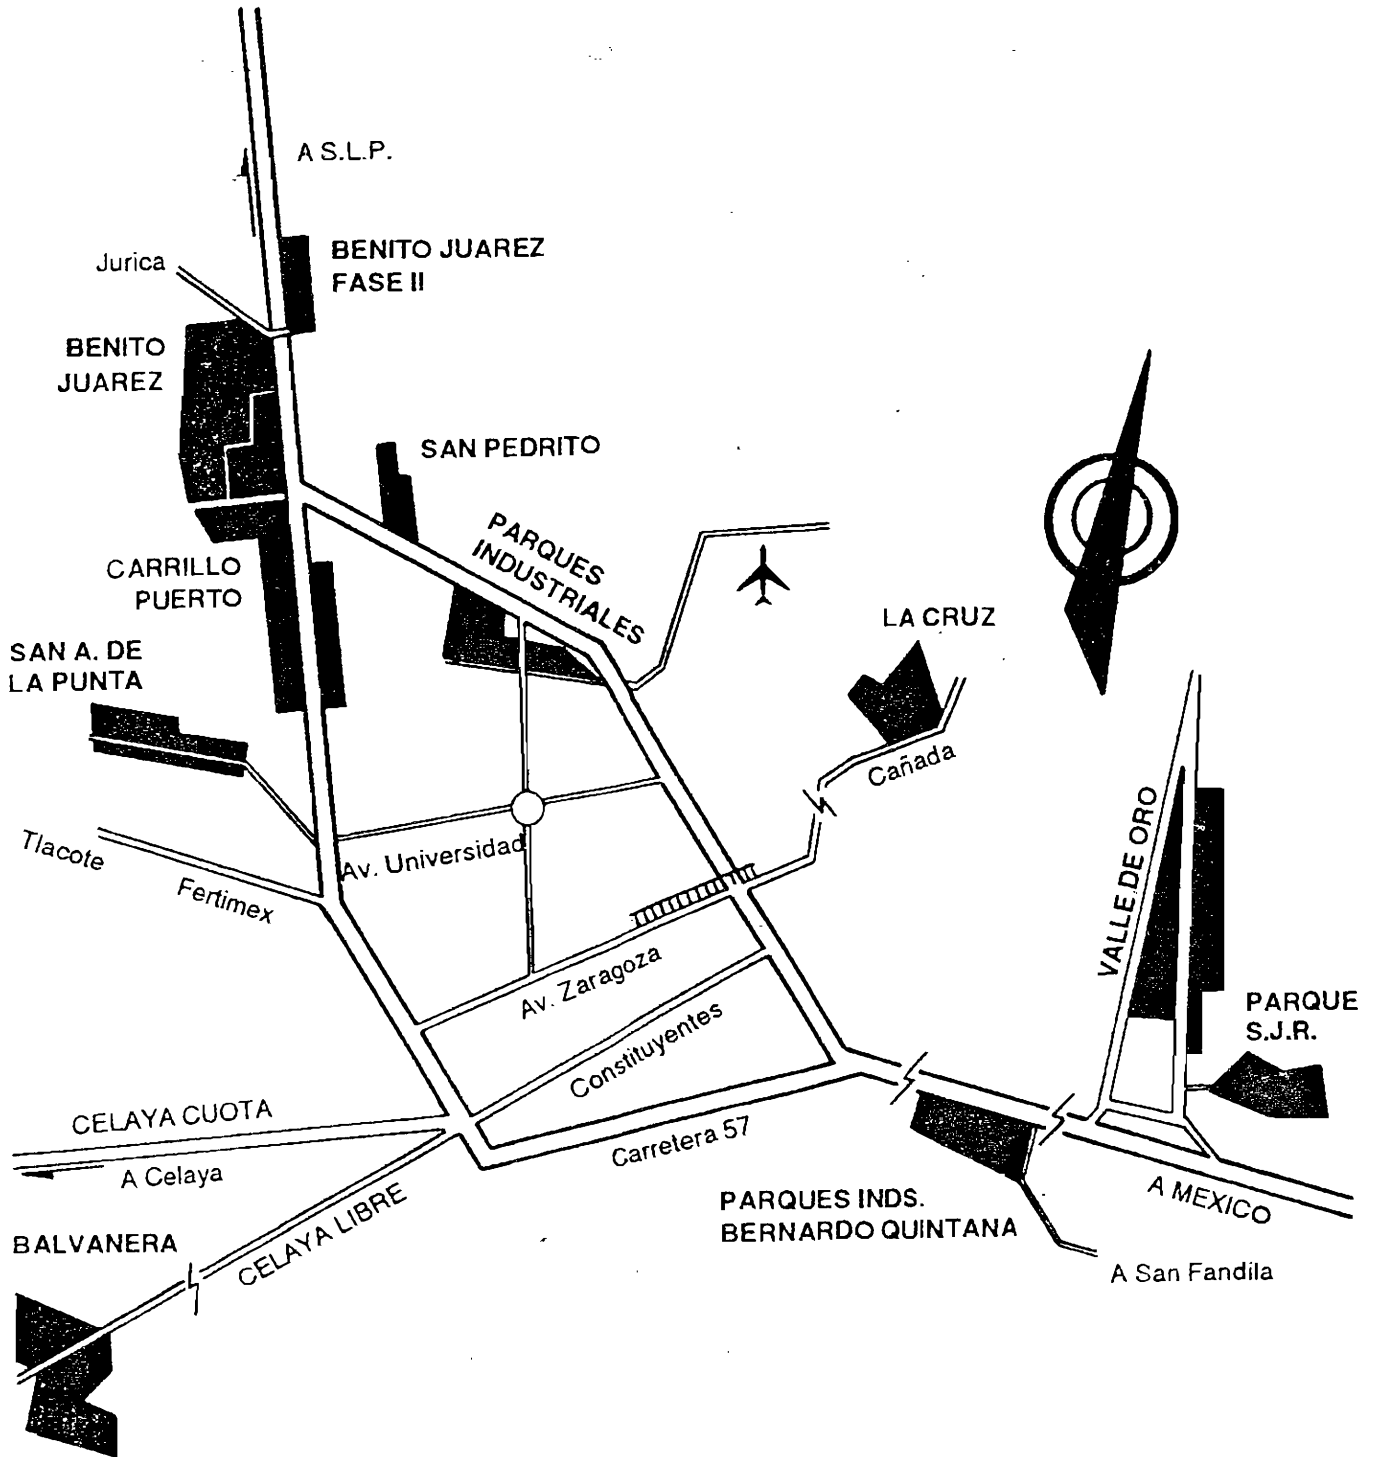 A S.L.P.
BENITO JUAREZ
FASE II
Jurica
BENITO
JUAREZ
SAN PEDRITO
PARQUES
INDUSTRIALES
CARRILLO
PUERTO
LA CRUZ
SAN A. DE
LA PUNTA
Cañada
VALLE DE ORO
Tlacote
Fertimex
Av. Universidad
Av. Zaragoza
Constituyentes
PARQUE
S.J.R.
CELAYA CUOTA
A Celaya
Carretera 57
CELAYA LIBRE
PARQUES INDS.
BERNARDO QUINTANA
A MEXICO
BALVANERA
A San Fandila